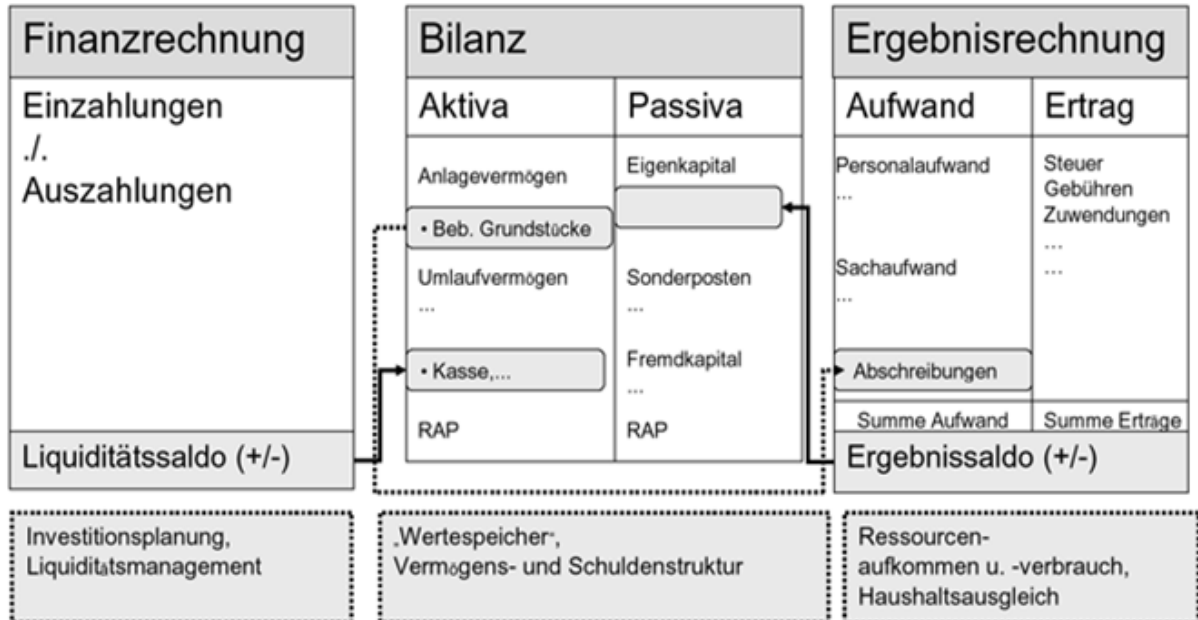 Finanzrechnung
Einzahlungen
./.
Auszahlungen
Liquiditätssaldo (+/-)
Investitionsplanung,
Liquiditätsmanagement
Bilanz
Aktiva
Anlagevermögen
▪ Beb. Grundstücke
Umlaufvermögen
...
▪ Kasse,...
RAP
Passiva
Eigenkapital
Sonderposten
...
Fremdkapital
...
RAP
„Wertespeicher“,
Vermögens- und Schuldenstruktur
Ergebnisrechnung
Aufwand
Personalaufwand
...
Sachaufwand
...
Abschreibungen
Summe Aufwand
Ertrag
Steuer
Gebühren
Zuwendungen
...
...
Summe Erträge
Ergebnissaldo (+/-)
Ressourcen-
aufkommen u. -verbrauch,
Haushaltsausgleich